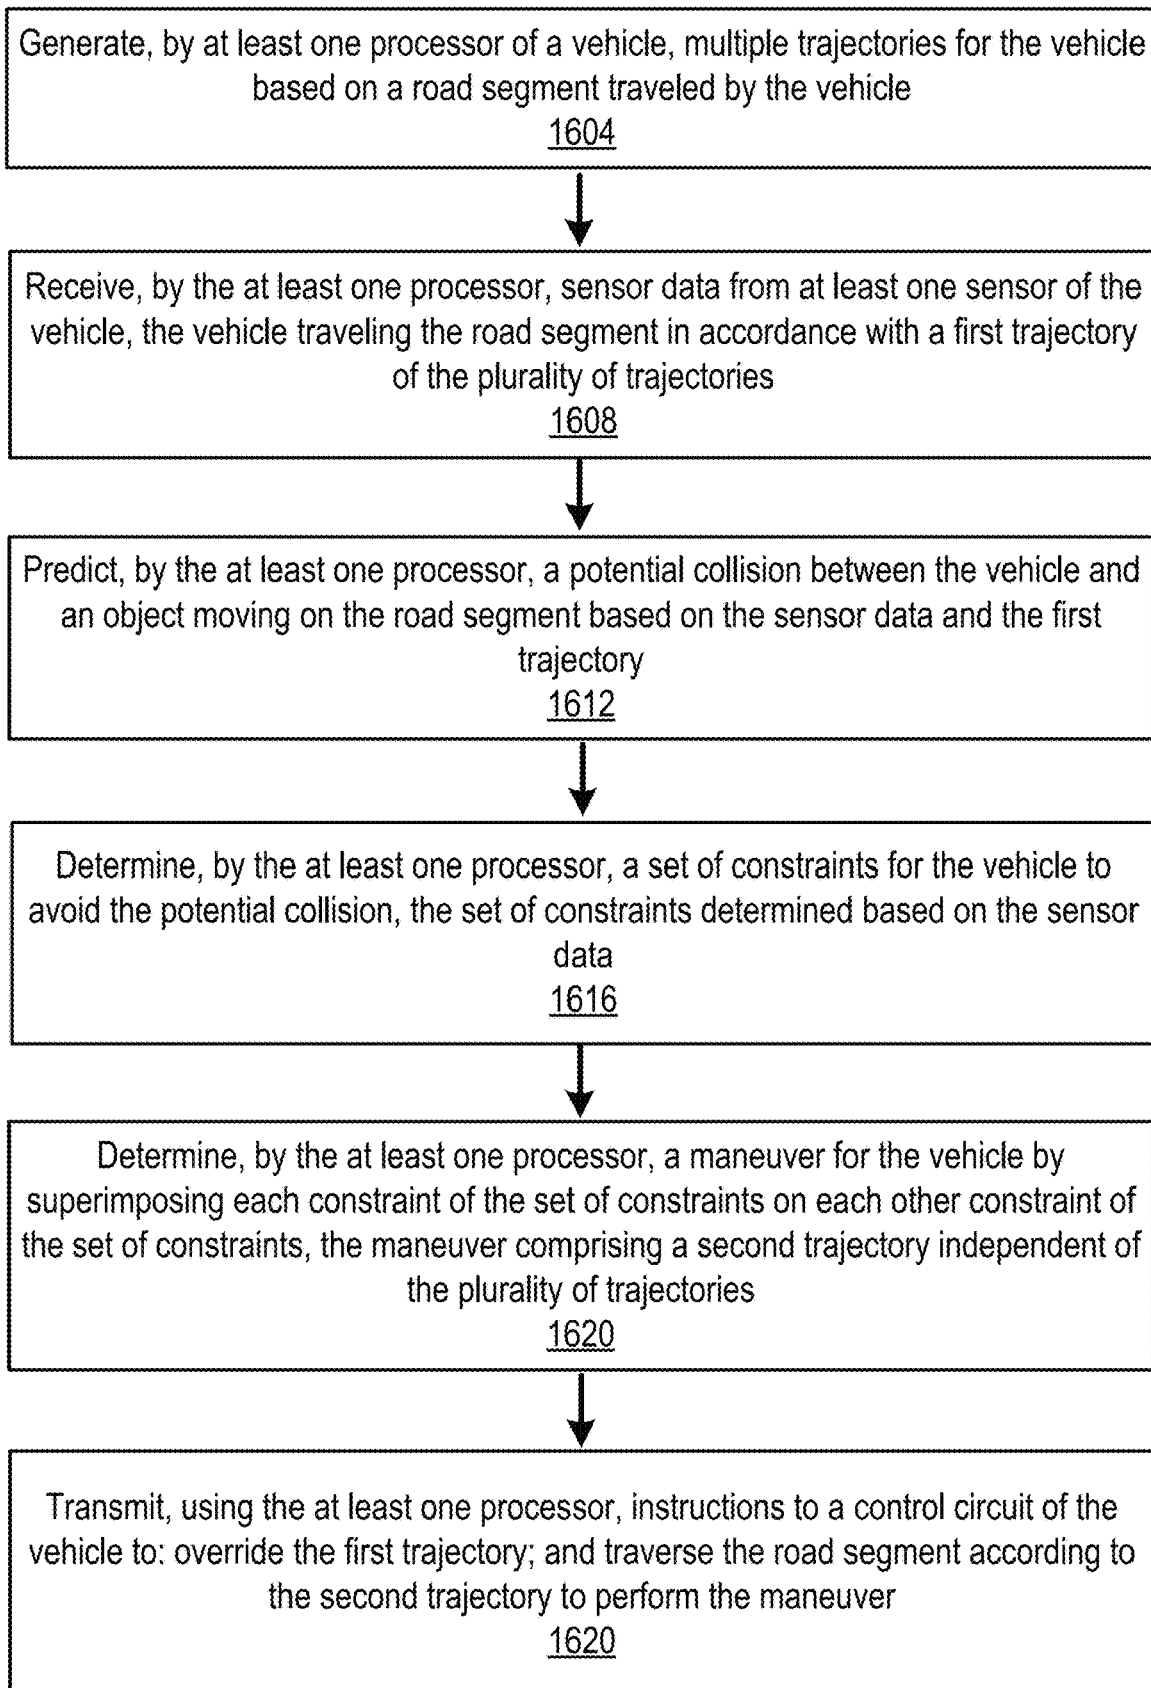 Generate, by at least one processor of a vehicle, multiple trajectories for the vehicle
based on a road segment traveled by the vehicle
1604
Receive, by the at least one processor, sensor data from at least one sensor of the
vehicle, the vehicle traveling the road segment in accordance with a first trajectory
of the plurality of trajectories
1608
Predict, by the at least one processor, a potential collision between the vehicle and
an object moving on the road segment based on the sensor data and the first
trajectory
1612
Determine, by the at least one processor, a set of constraints for the vehicle to
avoid the potential collision, the set of constraints determined based on the sensor
data
1616
Determine, by the at least one processor, a maneuver for the vehicle by
superimposing each constraint of the set of constraints on each other constraint of
the set of constraints, the maneuver comprising a second trajectory independent of
the plurality of trajectories
1620
Transmit, using the at least one processor, instructions to a control circuit of the
vehicle to: override the first trajectory; and traverse the road segment according to
the second trajectory to perform the maneuver
1620